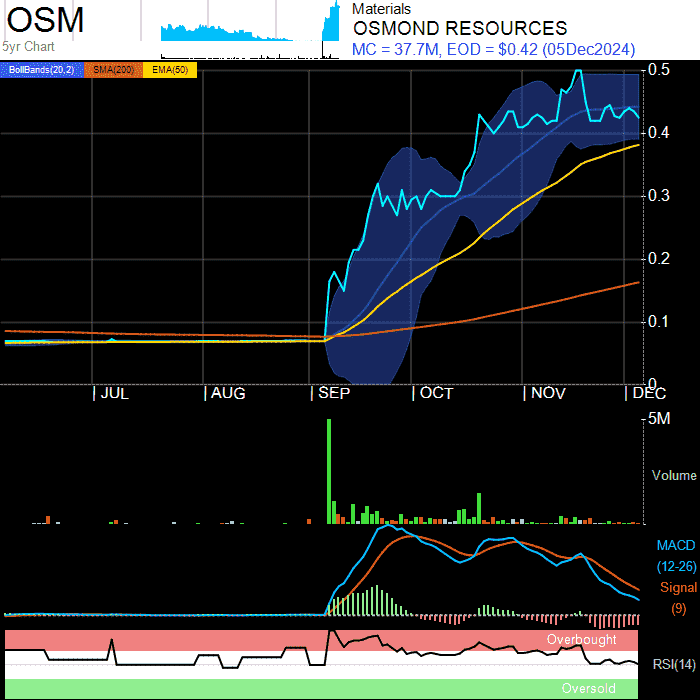 OSM
5yr Chart
Materials
OSMOND RESOURCES
MC = 37.7M, EOD = $0.42 (05Dec2024)
BollBands(20,2) SMA(200) EMA(50)
0.5
0.4
0.3
0.2
0.1
0
JUL AUG SEP OCT NOV DEC
5M
Volume
MACD
(12-26)
Signal
(9)
Overbought
RSI(14)
Oversold